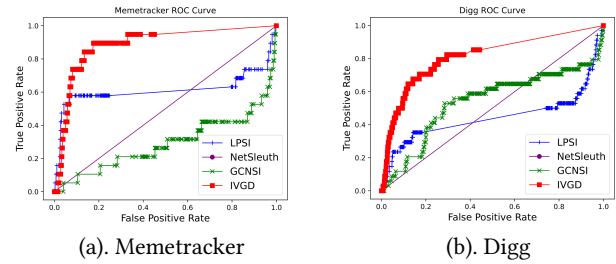 Memetracker ROC Curve
1.0
0.8
0.6
0.4
0.2
0.0
True Positive Rate
0.0 0.2 0.4 0.6 0.8 1.0
False Positive Rate
LPSI
NetSleuth
GCNSI
IVGD
(a). Memetracker
Digg ROC Curve
1.0
0.8
0.6
0.4
0.2
0.0
True Positive Rate
0.0 0.2 0.4 0.6 0.8 1.0
False Positive Rate
LPSI
NetSleuth
GCNSI
IVGD
(b). Digg